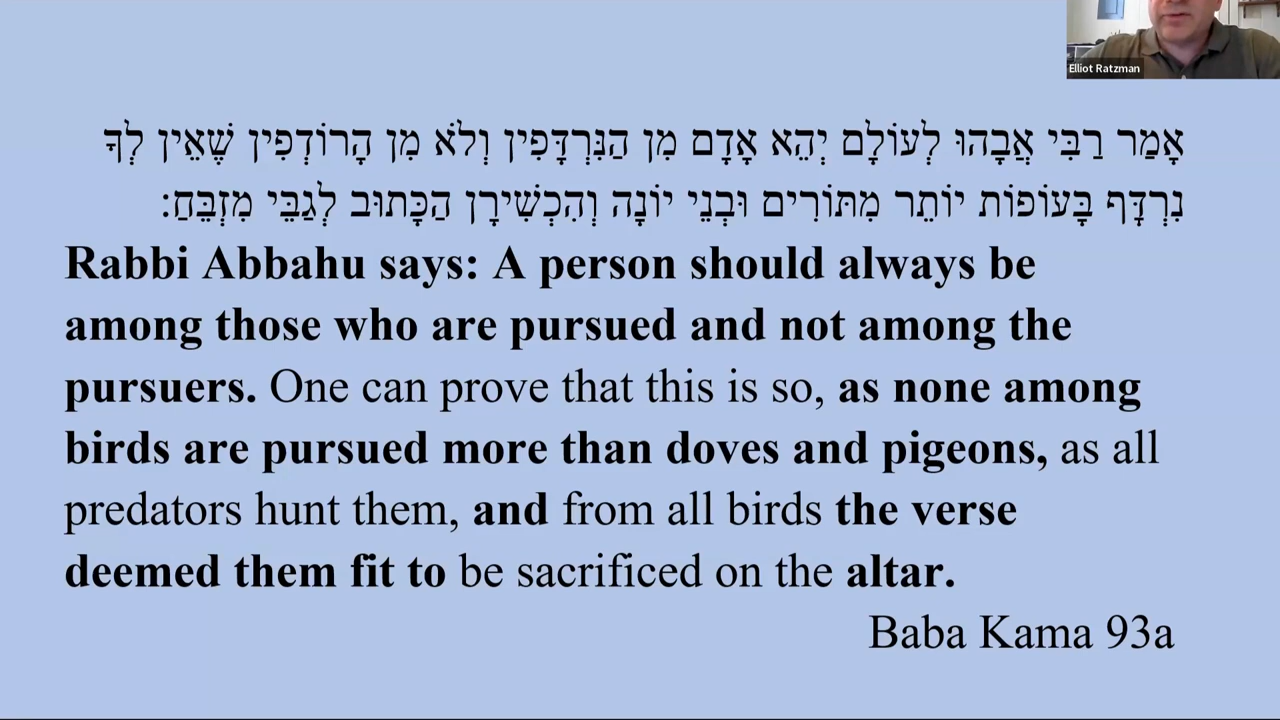 Elliot Ratzman
אָמַר רַבִּי אֲבָהוּ לְעוֹלָם יְהֵא אָדָם מִן הַנִּרְדָּפִין וְלֹא מִן הָרוֹדְפִין שֶׁאֵין לְךָ
נִרְדָּף בָּעוֹפוֹת יוֹתֵר מִתּוֹרִים וּבְנֵי יוֹנָה וְהִכְשִׁירָן הַכָּתוּב לְגַבֵּי מִזְבֵּחַ:
Rabbi Abbahu says: A person should always be
among those who are pursued and not among the
pursuers. One can prove that this is so, as none among
birds are pursued more than doves and pigeons, as all
predators hunt them, and from all birds the verse
deemed them fit to be sacrificed on the altar.
Baba Kama 93a